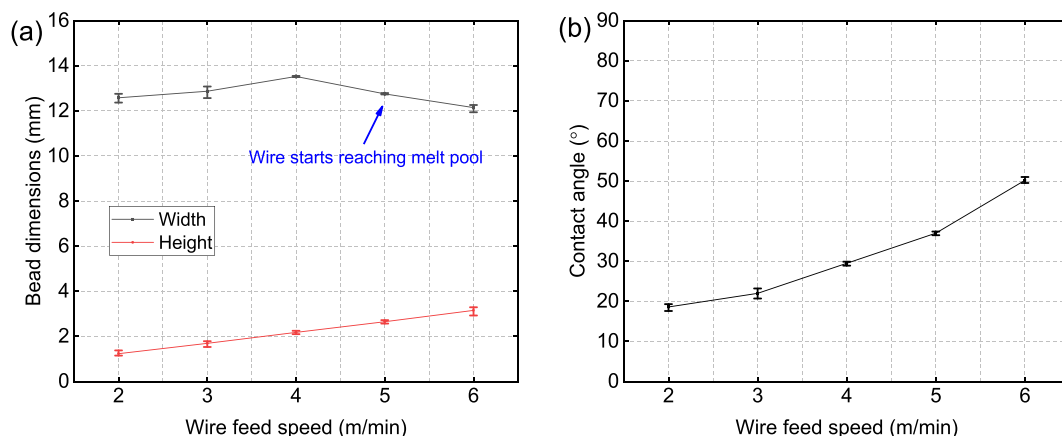 (a)
Bead dimensions (mm)
16
14
12
10
8
6
4
2
0
Wire starts reaching melt pool
Width
Height
2 3 4 5 6
Wire feed speed (m/min)
(b)
Contact angle (°)
90
80
70
60
50
40
30
20
10
0
2 3 4 5 6
Wire feed speed (m/min)